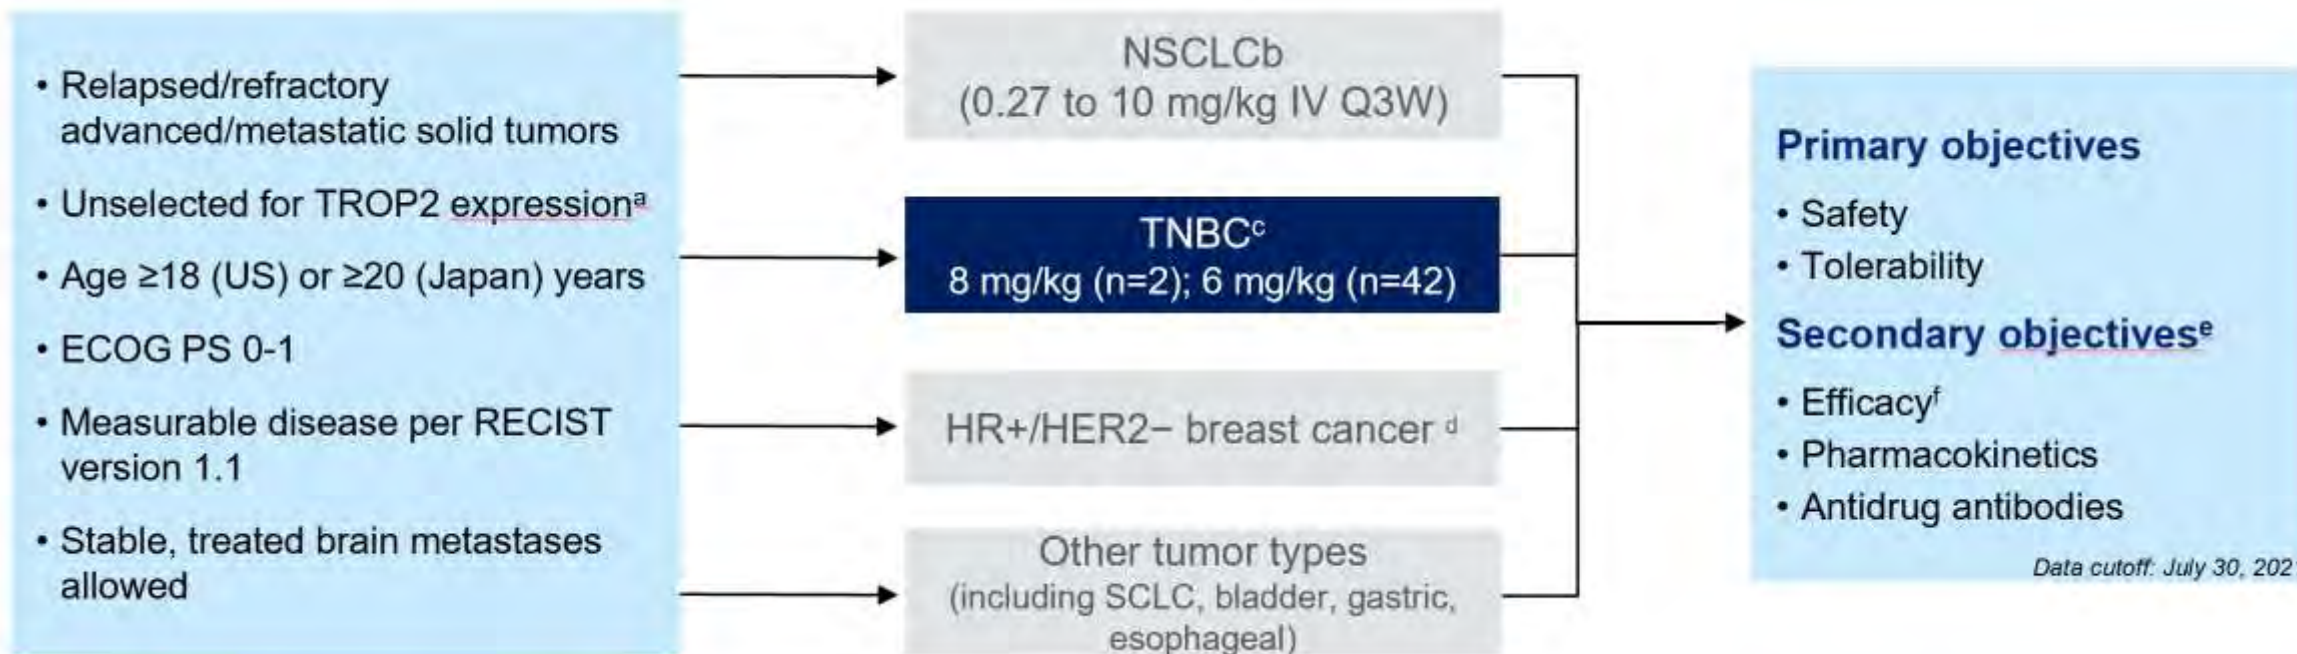 • Relapsed/refractory
advanced/metastatic solid tumors
• Unselected for TROP2 expressionᵃ
• Age ≥18 (US) or ≥20 (Japan) years
• ECOG PS 0-1
• Measurable disease per RECIST
version 1.1
• Stable, treated brain metastases
allowed
NSCLCb
(0.27 to 10 mg/kg IV Q3W)
TNBCᶜ
8 mg/kg (n=2); 6 mg/kg (n=42)
HR+/HER2− breast cancer ᵈ
Other tumor types
(including SCLC, bladder, gastric,
esophageal)
Primary objectives
• Safety
• Tolerability
Secondary objectivesᵉ
• Efficacyᶠ
• Pharmacokinetics
• Antidrug antibodies
Data cutoff: July 30, 202